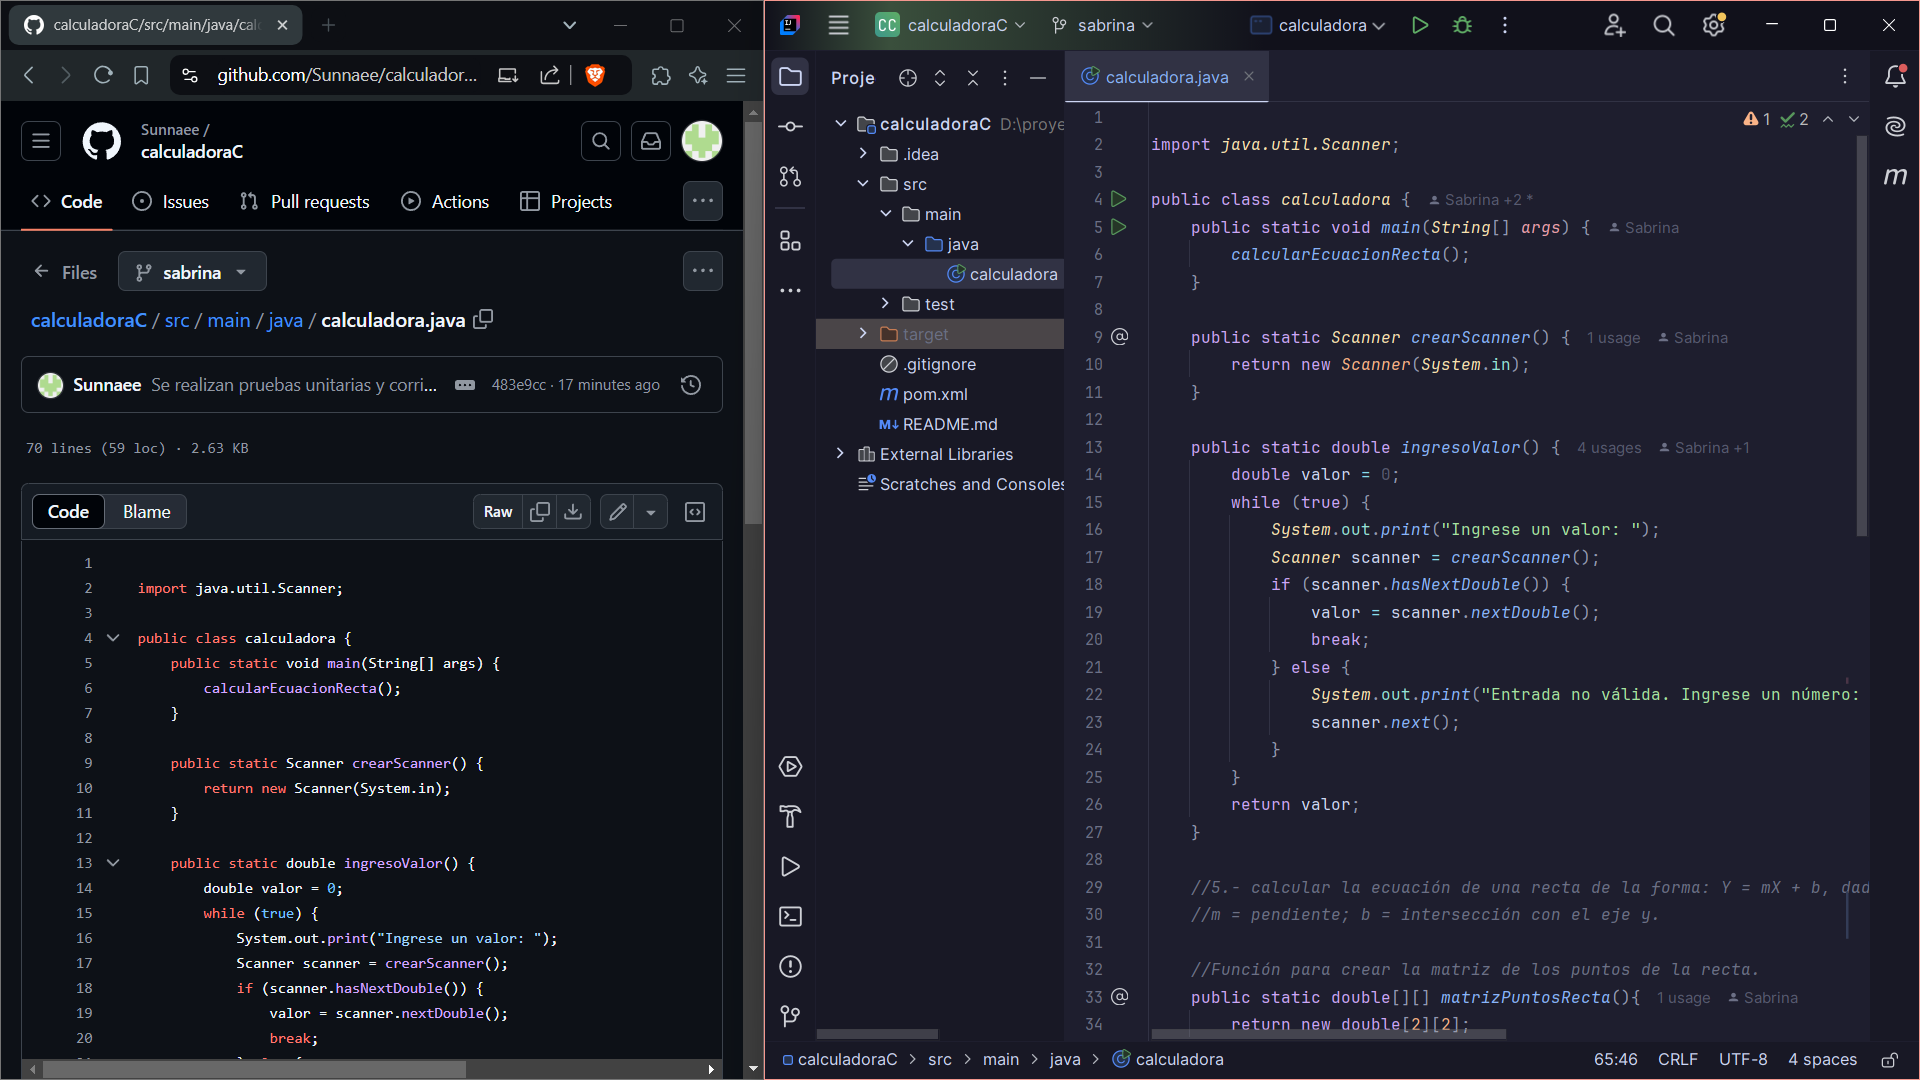 calculadoraC/src/main/java/cal
github.com/Sunnaee/calculador...
Sunnaee /
calculadoraC
Code
Issues
Pull requests
Actions
Projects
Files
sabrina
calculadoraC / src / main / java / calculadora.java
Sunnaee Se realizan pruebas unitarias y corri... 483e9cc · 17 minutes ago
70 lines (59 loc) · 2.63 KB
Code
Blame
Raw
1
2 import java.util.Scanner;
3
4 public class calculadora {
5 public static void main(String[] args) {
6 calcularEcuacionRecta();
7 }
8
9 public static Scanner crearScanner() {
10 return new Scanner(System.in);
11 }
12
13 public static double ingresoValor() {
14 double valor = 0;
15 while (true) {
16 System.out.print("Ingrese un valor: ");
17 Scanner scanner = crearScanner();
18 if (scanner.hasNextDouble()) {
19 valor = scanner.nextDouble();
20 break;
CC calculadoraC
sabrina
calculadora
Proje
calculadoraC D:\proye
.idea
src
main
java
calculadora
test
target
.gitignore
pom.xml
README.md
External Libraries
Scratches and Consoles
calculadora.java
1 2
1
2 import java.util.Scanner;
3
4 public class calculadora { Sabrina +2 *
5 public static void main(String[] args) { Sabrina
6 calcularEcuacionRecta();
7 }
8
9 public static Scanner crearScanner() { 1 usage Sabrina
10 return new Scanner(System.in);
11 }
12
13 public static double ingresoValor() { 4 usages Sabrina +1
14 double valor = 0;
15 while (true) {
16 System.out.print("Ingrese un valor: ");
17 Scanner scanner = crearScanner();
18 if (scanner.hasNextDouble()) {
19 valor = scanner.nextDouble();
20 break;
21 } else {
22 System.out.print("Entrada no válida. Ingrese un número:
23 scanner.next();
24 }
25 }
26 return valor;
27 }
28
29 //5.- calcular la ecuación de una recta de la forma: Y = mX + b, dad
30 //m = pendiente; b = intersección con el eje y.
31
32 //Función para crear la matriz de los puntos de la recta.
33 public static double[][] matrizPuntosRecta(){ 1 usage Sabrina
34 return new double[2][2];
calculadoraC > src > main > java > calculadora
65:46 CRLF UTF-8 4 spaces